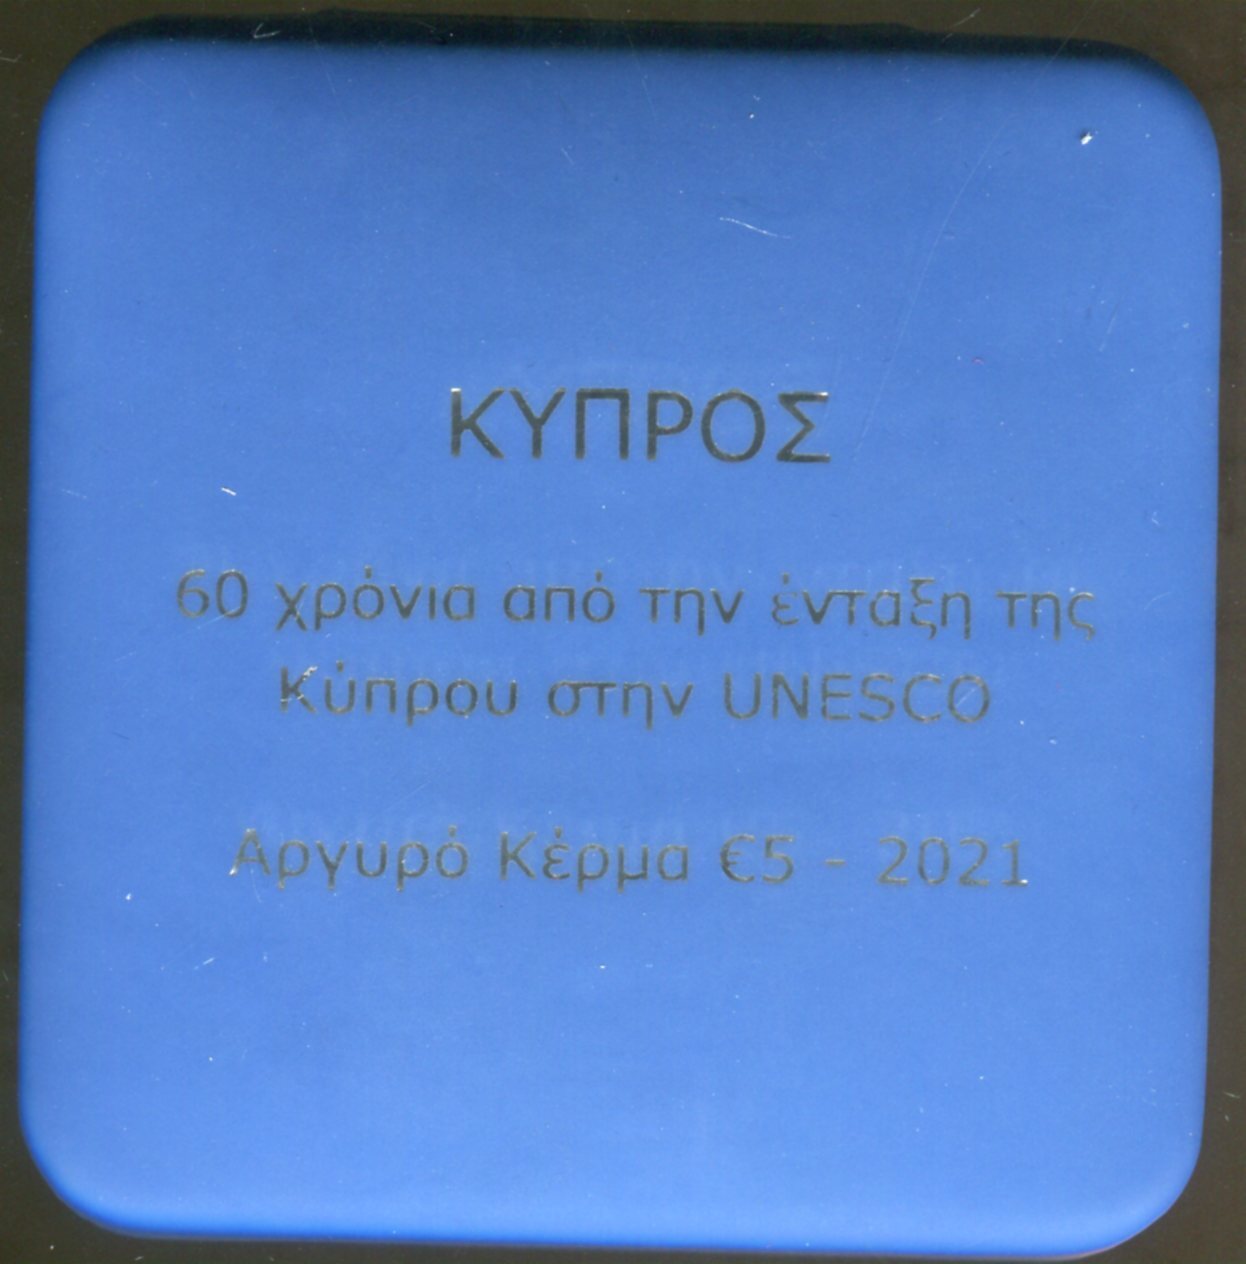 ΚΥΠΡΟΣ
60 χρόνια από την ένταξη της
Κύπρου στην UNESCO
Αργυρό Κέρμα €5 - 2021